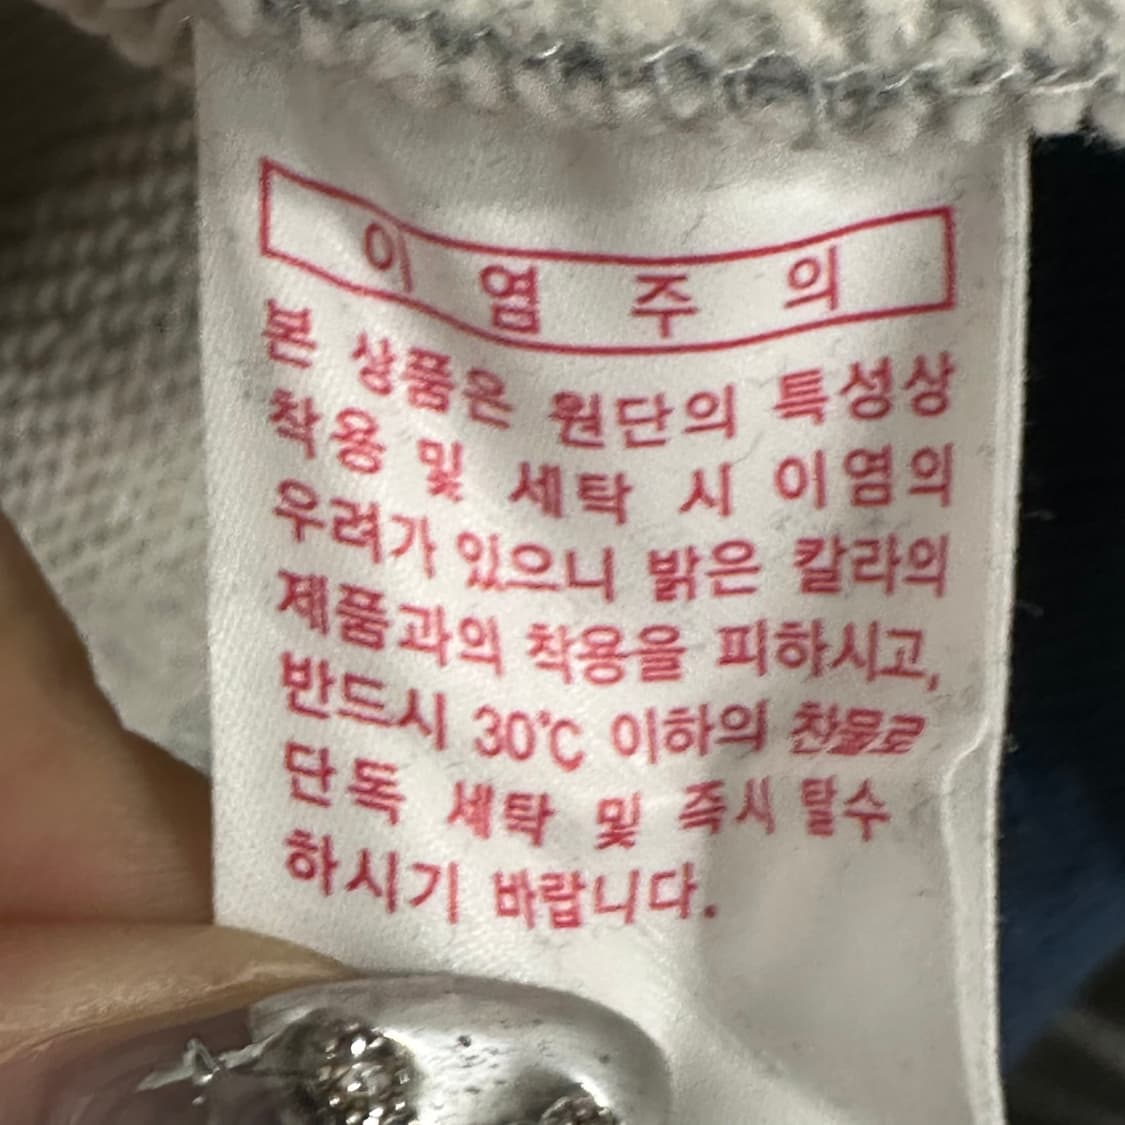 이염주의
본 상품은 원단의 특성상
착용 및 세탁 시 이염의
우려가 있으니 밝은 칼라의
제품과의 착용을 피하시고,
반드시 30℃ 이하의 찬물로
단독 세탁 및 즉시 탈수
하시기 바랍니다.